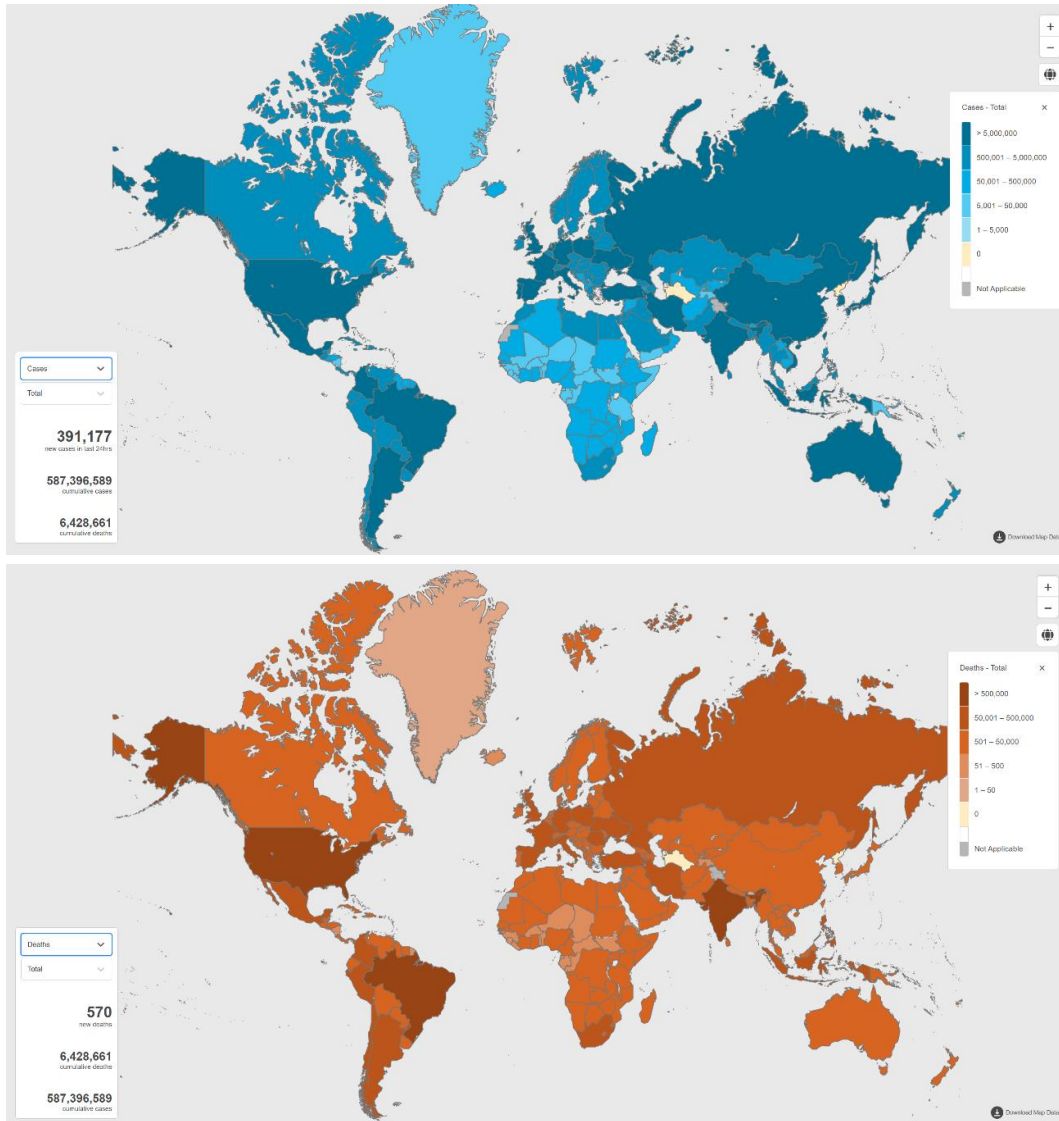 +
−
Cases - Total ×
> 5,000,000
500,001 – 5,000,000
50,001 – 500,000
5,001 – 50,000
1 – 5,000
0
Not Applicable
Cases
Total
391,177
new cases in last 24hrs
587,396,589
cumulative cases
6,428,661
cumulative deaths
Download Map Data
+
−
Deaths - Total ×
> 500,000
50,001 – 500,000
501 – 50,000
51 – 500
1 – 50
0
Not Applicable
Deaths
Total
570
new deaths
6,428,661
cumulative deaths
587,396,589
cumulative cases
Download Map Data